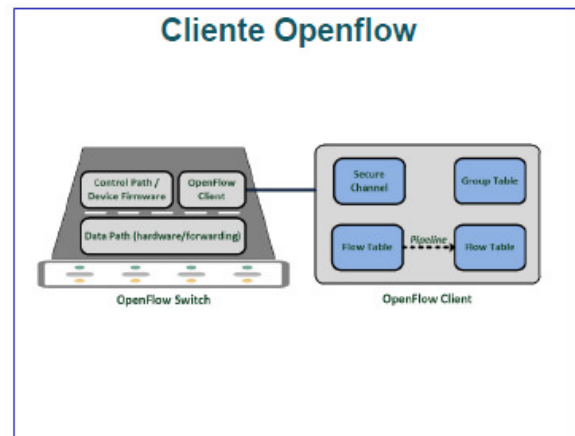 Cliente Openflow
Control Path /
Device Firmware
OpenFlow
Client
Data Path (hardware/forwarding)
OpenFlow Switch
Secure
Channel
Group Table
Flow Table
Pipeline
Flow Table
OpenFlow Client